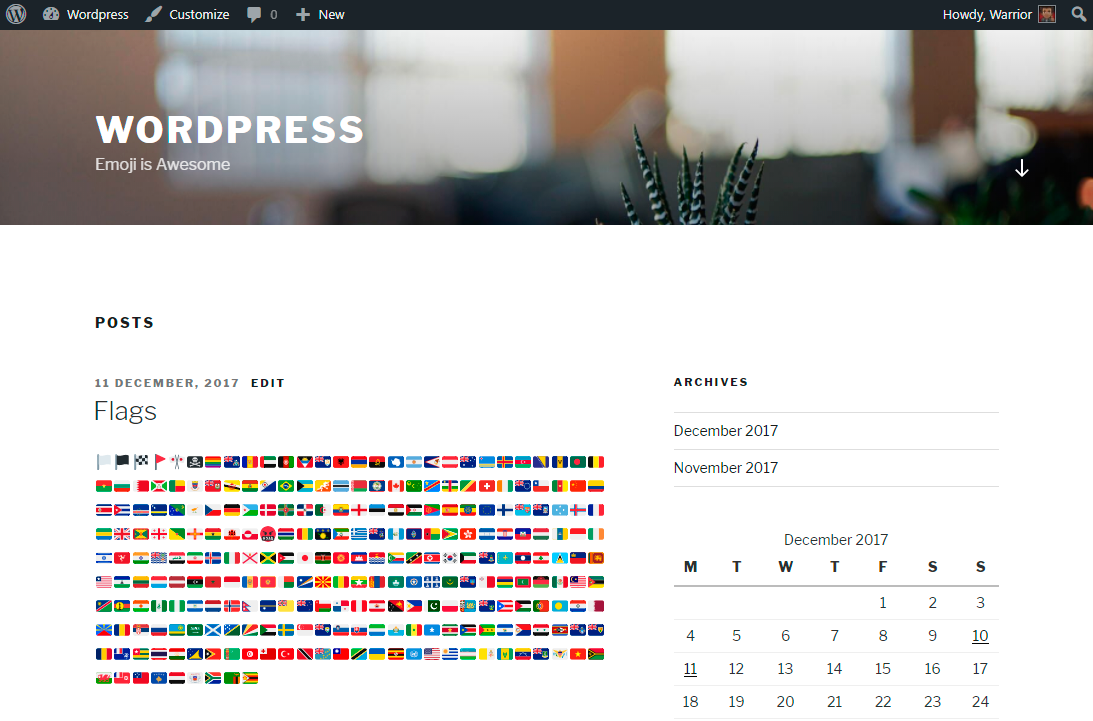 Wordpress Customize 0 New Howdy, Warrior
WORDPRESS
Emoji is Awesome
POSTS
11 DECEMBER, 2017 EDIT
Flags
ARCHIVES
December 2017
November 2017
December 2017
M T W T F S S
1 2 3
4 5 6 7 8 9 10
11 12 13 14 15 16 17
18 19 20 21 22 23 24